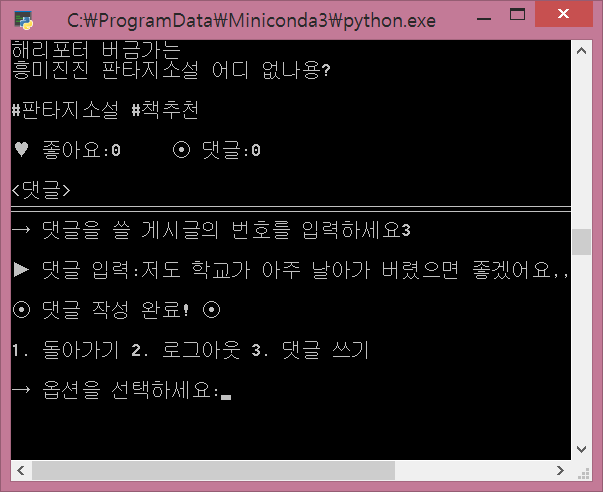 C:₩ProgramData₩Miniconda3₩python.exe
해리포터 버금가는
흥미진진 판타지소설 어디 없나용?
#판타지소설 #책추천
♥ 좋아요:0 ⊙ 댓글:0
<댓글>
→ 댓글을 쓸 게시글의 번호를 입력하세요3
▶ 댓글 입력:저도 학교가 아주 날아가 버렸으면 좋겠어요,,
⊙ 댓글 작성 완료! ⊙
1. 돌아가기 2. 로그아웃 3. 댓글 쓰기
→ 옵션을 선택하세요: